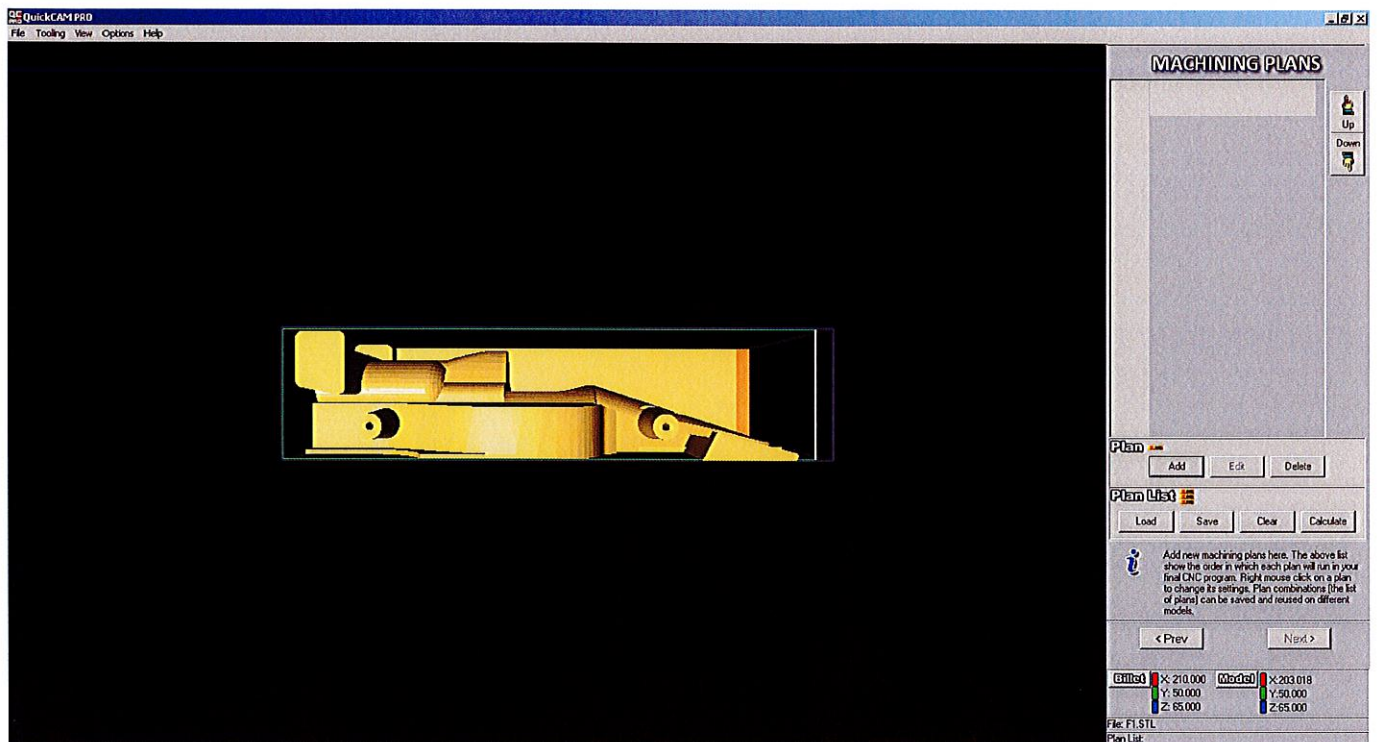 QuickCAM PRO
File Tooling View Options Help
MACHINING PLANS
Up
Down
Plan
Add Edit Delete
Plan List
Load Save Clear Calculate
Add new machining plans here. The above list
show the order in which each plan will run in your
final CNC program. Right mouse click on a plan
to change its settings. Plan combinations (the list
of plans) can be saved and reused on different
models.
< Prev Next >
Billet X: 210.000 Model X:203.018
Y: 50.000 Y:50.000
Z: 65.000 Z:65.000
File: F1.STL
Plan List: